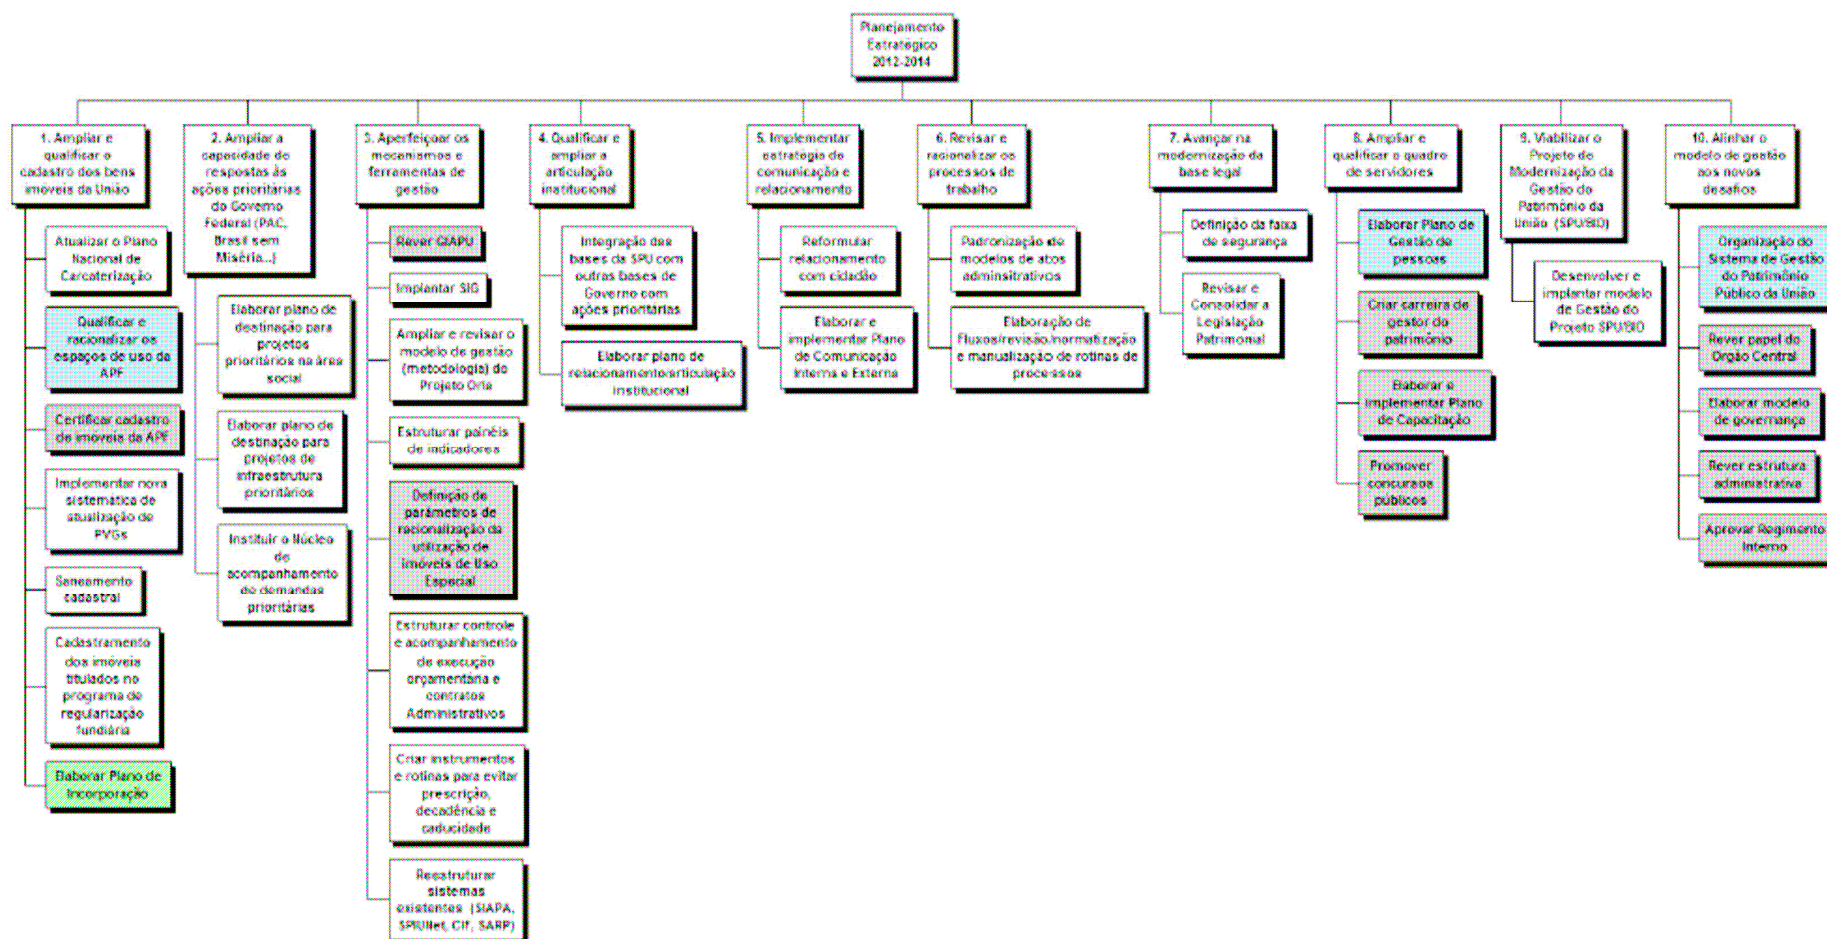 Planejamento
Estratégico
2012-2014
1. Ampliar e
qualificar o
cadastro dos bens
imóveis da União
Atualizar o Plano
Nacional de
Carcaterização
Qualificar e
racionalizar os
espaços de uso da
APF
Certificar cadastro
de imóveis da APF
Implementar nova
sistemática de
atualização de
PVGs
Saneamento
cadastral
Cadastramento
dos imóveis
titulados no
programa de
regularização
fundiária
Elaborar Plano de
Incorporação
2. Ampliar a
capacidade de
respostas às
ações prioritárias
do Governo
Federal (PAC,
Brasil sem
Miséria...)
Elaborar plano de
destinação para
projetos
prioritários na área
social
Elaborar plano de
destinação para
projetos de
infraestrutura
prioritários
Instituir o Núcleo
de
acompanhamento
de demandas
prioritárias
3. Aperfeiçoar os
mecanismos e
ferramentas de
gestão
Rever GIAPU
Implantar SIG
Ampliar e revisar o
modelo de gestão
(metodologia) do
Projeto Orla
Estruturar painéis
de indicadores
Definição de
parâmetros de
racionalização da
utilização de
imóveis de Uso
Especial
Estruturar controle
e acompanhamento
de execução
orçamentária e
contratos
Administrativos
Criar instrumentos
e rotinas para evitar
prescrição,
decadência e
caducidade
Reestruturar
sistemas
existentes (SIAPA,
SPIUNet, CIF, SARP)
4. Qualificar e
ampliar a
articulação
institucional
Integração das
bases da SPU com
outras bases de
Governo com
ações prioritárias
Elaborar plano de
relacionamento/articulação
institucional
5. Implementar
estratégia de
comunicação e
relacionamento
Reformular
relacionamento
com cidadão
Elaborar e
implementar Plano
de Comunicação
Interna e Externa
6. Revisar e
racionalizar os
processos de
trabalho
Padronização de
modelos de atos
adminsitrativos
Elaboração de
Fluxos/revisão/normatização
e manualização de rotinas de
processos
7. Avançar na
modernização da
base legal
Definição da faixa
de segurança
Revisar e
Consolidar a
Legislação
Patrimonial
8. Ampliar e
qualificar o quadro
de servidores
Elaborar Plano de
Gestão de
pessoas
Criar carreira de
gestor do
patrimônio
Elaborar e
implementar Plano
de Capacitação
Promover
concursos
públicos
9. Viabilizar o
Projeto de
Modernização da
Gestão do
Patrimônio da
União (SPU/BID)
Desenvolver e
implantar modelo
de Gestão do
Projeto SPU/BID
10. Alinhar o
modelo de gestão
aos novos
desafios
Organização do
Sistema de Gestão
do Patrimônio
Público da União
Rever papel do
Orgão Central
Elaborar modelo
de governança
Rever estrutura
administrativa
Aprovar Regimento
Interno